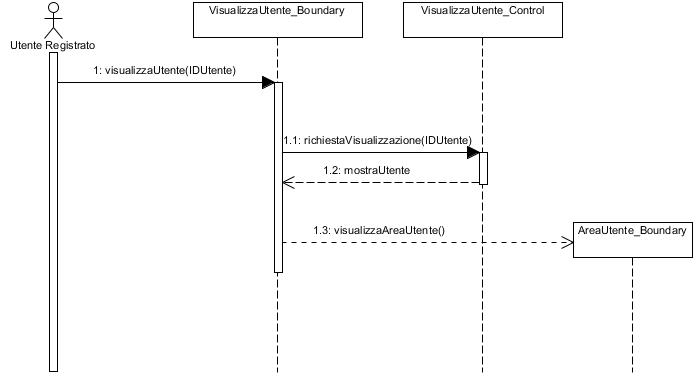 VisualizzaUtente_Boundary
VisualizzaUtente_Control
Utente Registrato
1: visualizzaUtente(IDUtente)
1.1: richiestaVisualizzazione(IDUtente)
1.2: mostraUtente
1.3: visualizzaAreaUtente()
AreaUtente_Boundary